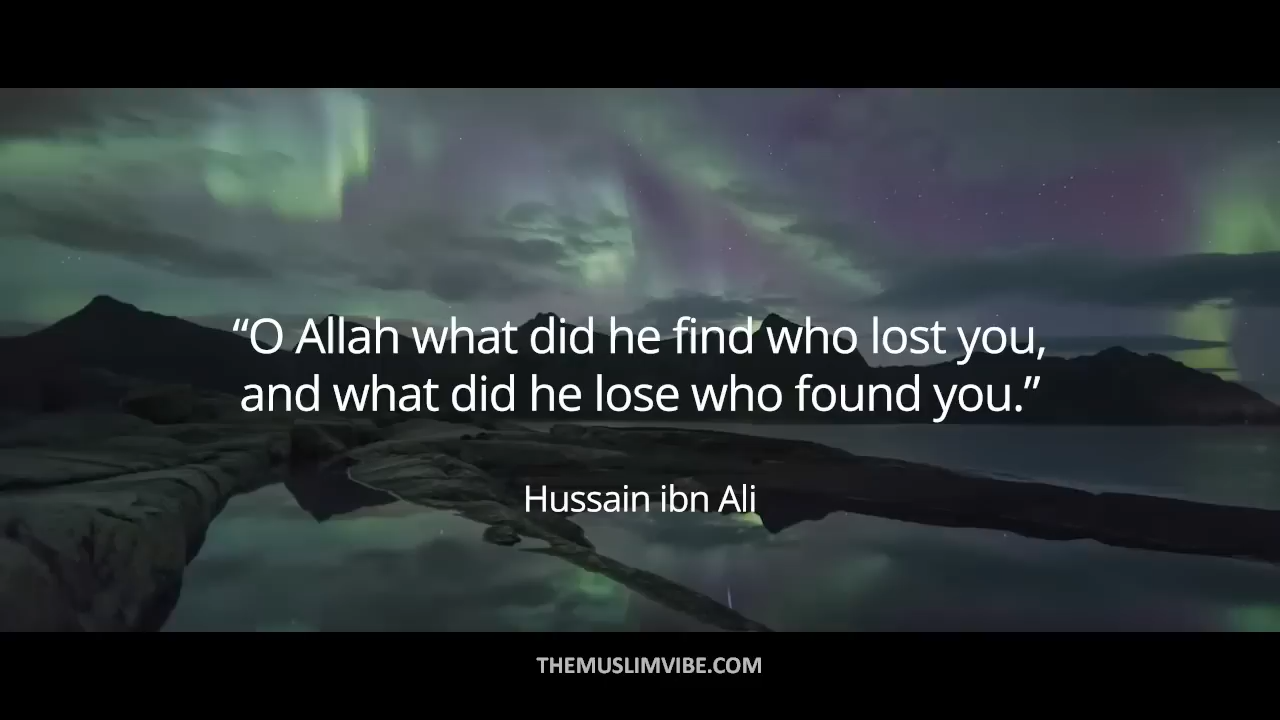 “O Allah what did he find who lost you,
and what did he lose who found you.”
Hussain ibn Ali
THEMUSLIMVIBE.COM